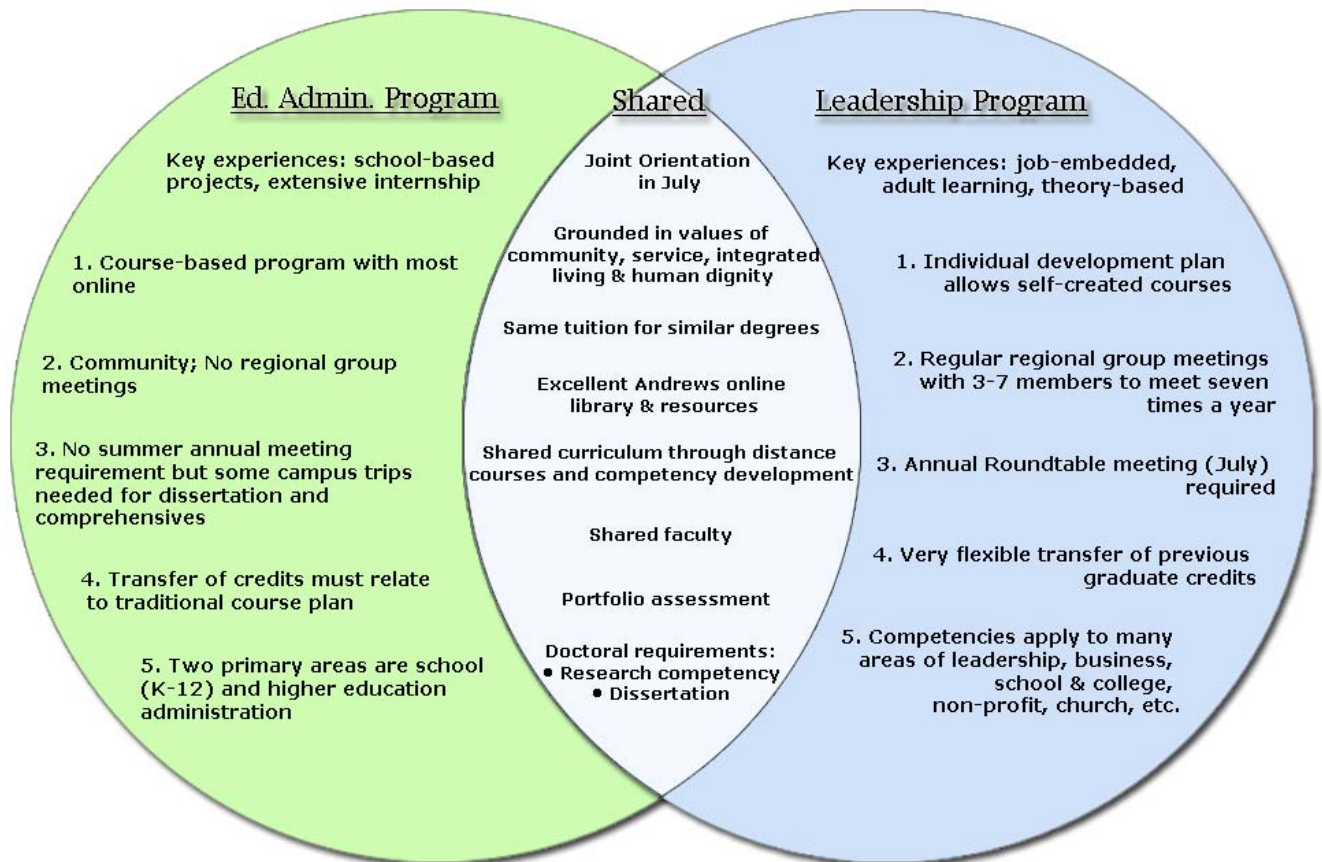 Ed. Admin. Program
Key experiences: school-based
projects, extensive internship
1. Course-based program with most
online
2. Community; No regional group
meetings
3. No summer annual meeting
requirement but some campus trips
needed for dissertation and
comprehensives
4. Transfer of credits must relate
to traditional course plan
5. Two primary areas are school
(K-12) and higher education
administration
Shared
Joint Orientation
in July
Grounded in values of
community, service, integrated
living & human dignity
Same tuition for similar degrees
Excellent Andrews online
library & resources
Shared curriculum through distance
courses and competency development
Shared faculty
Portfolio assessment
Doctoral requirements:
• Research competency
• Dissertation
Leadership Program
Key experiences: job-embedded,
adult learning, theory-based
1. Individual development plan
allows self-created courses
2. Regular regional group meetings
with 3-7 members to meet seven
times a year
3. Annual Roundtable meeting (July)
required
4. Very flexible transfer of previous
graduate credits
5. Competencies apply to many
areas of leadership, business,
school & college,
non-profit, church, etc.